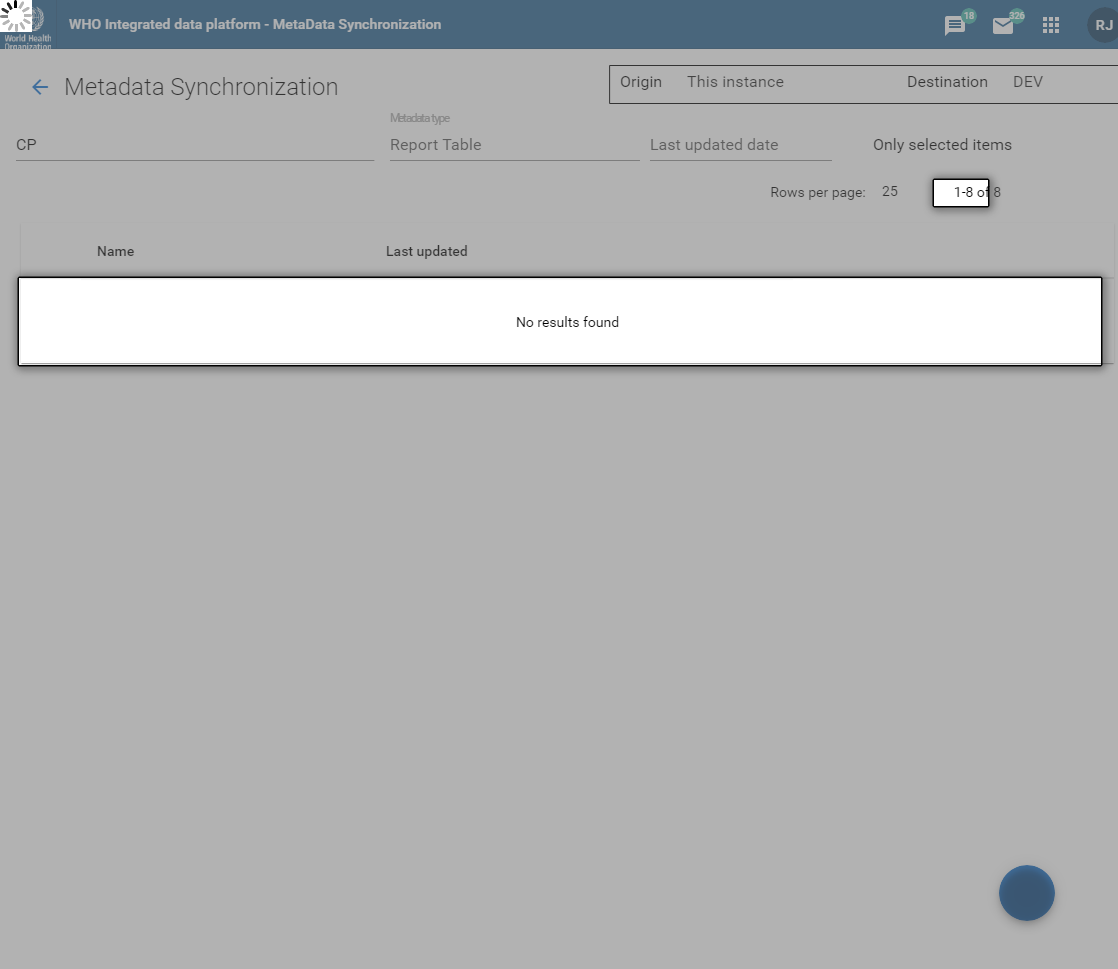 World Health
Organization
WHO Integrated data platform - MetaData Synchronization
18
326
RJ
Metadata Synchronization
Origin This instance Destination DEV
Metadata type
CP Report Table Last updated date Only selected items
Rows per page: 25 1-8 of 8
Name Last updated
No results found